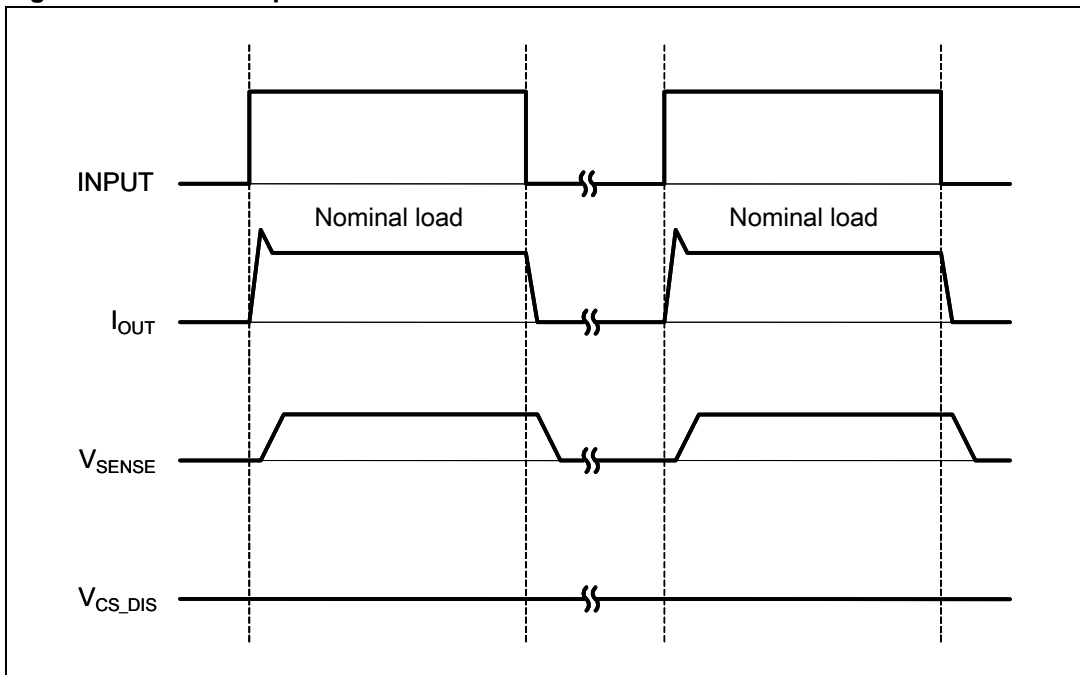 INPUT
Nominal load
Nominal load
I_OUT
V_SENSE
V_CS_DIS